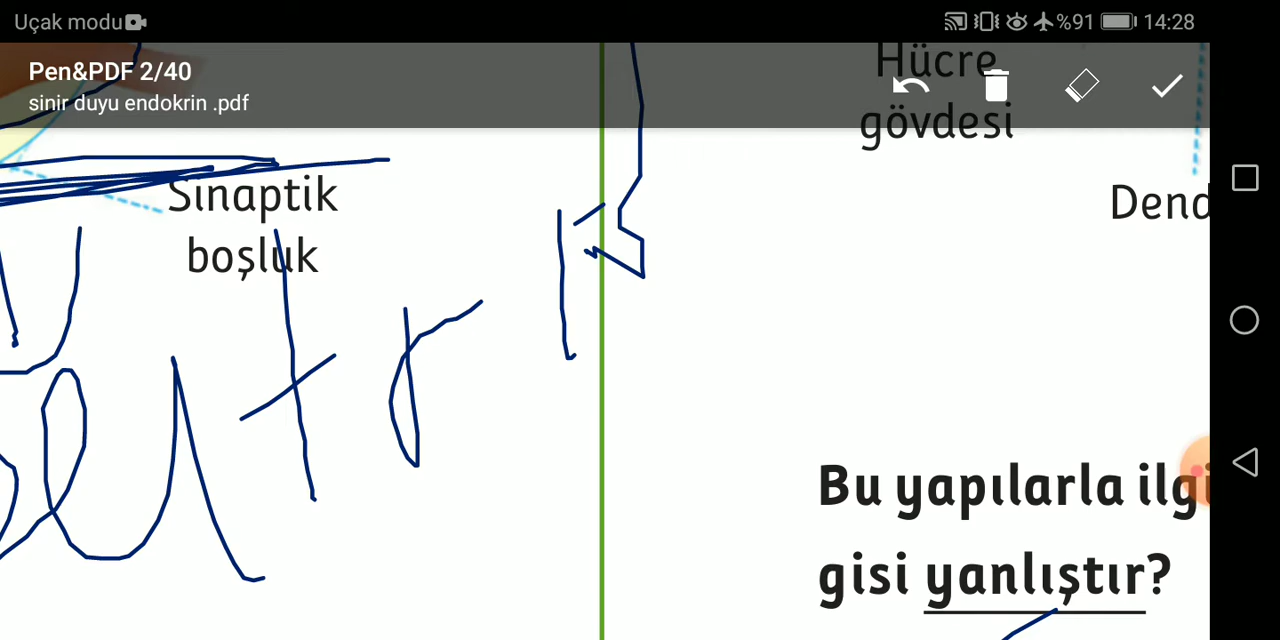 Uçak modu %91 14:28
Pen&PDF 2/40
sinir duyu endokrin .pdf
Sinaptik
boşluk
Hücre
gövdesi
Dend
Bu yapılarla ilgi
gisi yanlıştır?